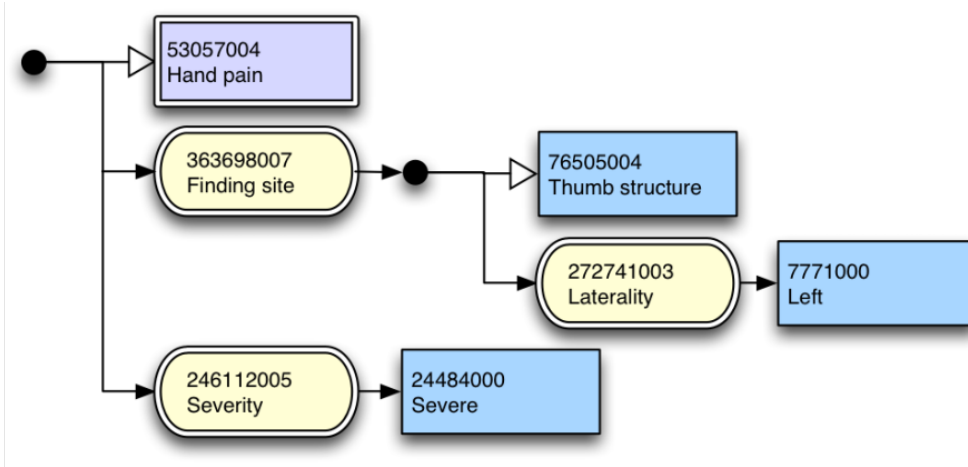 53057004
Hand pain
363698007
Finding site
76505004
Thumb structure
272741003
Laterality
7771000
Left
246112005
Severity
24484000
Severe